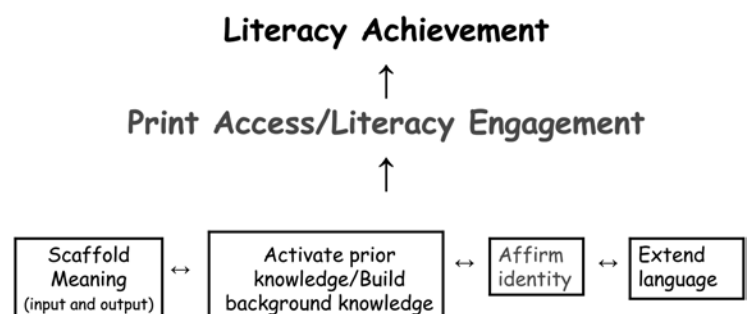 Literacy Achievement
↑
Print Access/Literacy Engagement
↑
Scaffold
Meaning
(input and output)
↔
Activate prior
knowledge/Build
background knowledge
↔
Affirm
identity
↔
Extend
language